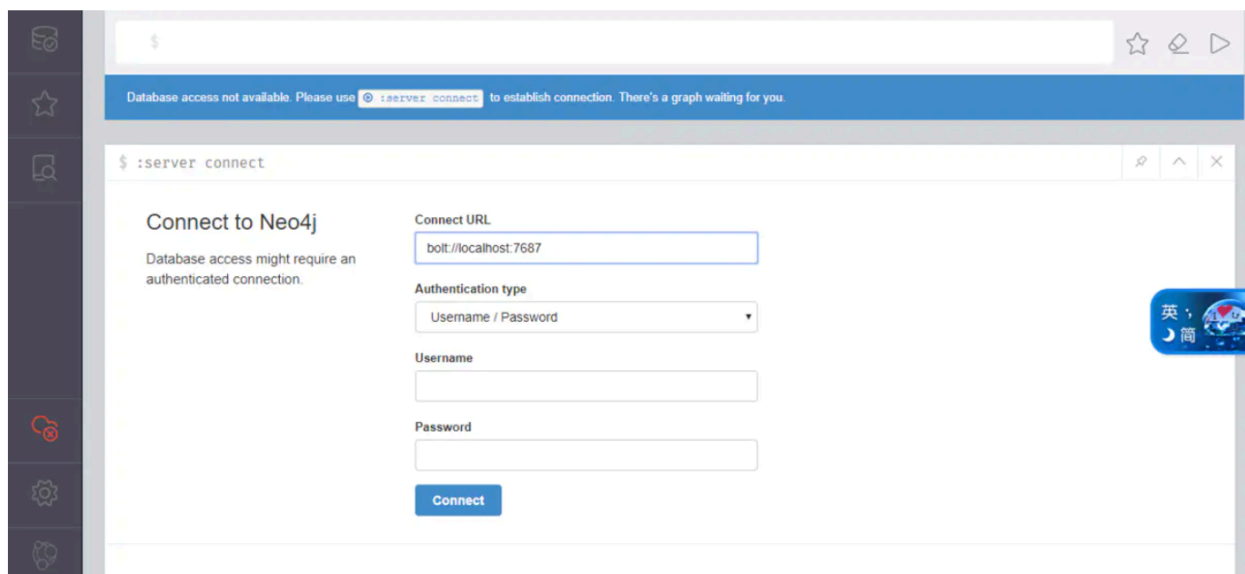 $
Database access not available. Please use :server connect to establish connection. There's a graph waiting for you.
$ :server connect
Connect to Neo4j
Database access might require an
authenticated connection.
Connect URL
bolt://localhost:7687
Authentication type
Username / Password
Username
Password
Connect
英
简